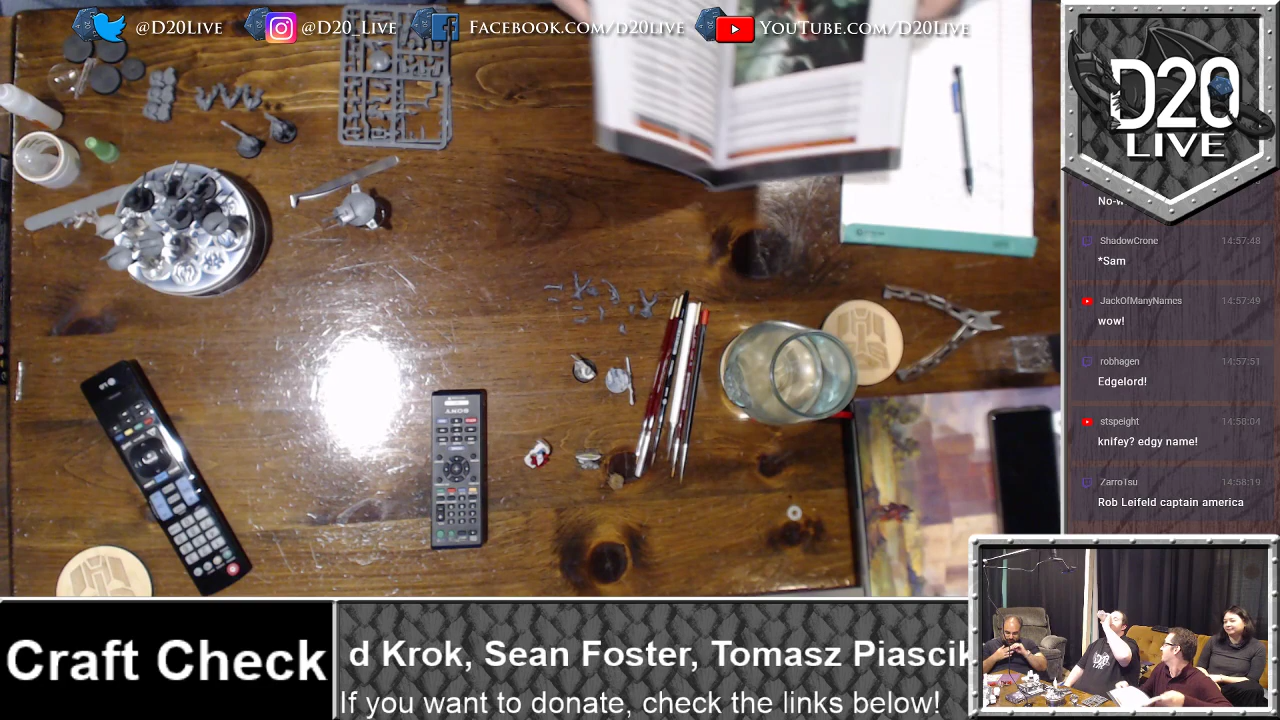 @D20Live
@D20_Live
Facebook.com/d20live
YouTube.com/D20Live
D20
LIVE
ShadowCrone 14:57:48
*Sam
JackOfManyNames 14:57:49
wow!
robhagen 14:57:51
Edgelord!
stspeight 14:58:04
knifey? edgy name!
ZarroTsu 14:58:19
Rob Leifeld captain america
SONY
LG
Craft Check
d Krok, Sean Foster, Tomasz Piascik
If you want to donate, check the links below!